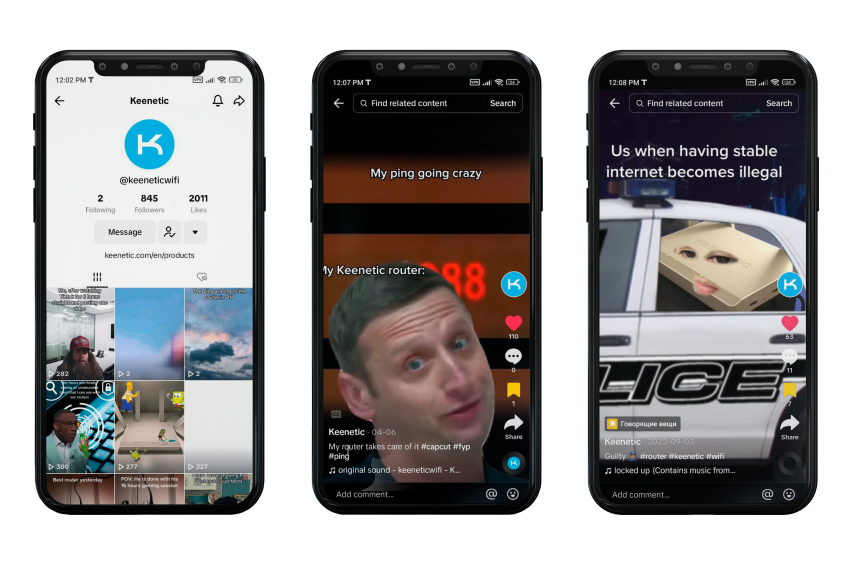 12:02 PM
Keenetic
@keeneticwifi
2
845
2011
Following
Followers
Likes
Message
keenetic.com/en/products
Me, after watching
Tiktok for 8 hours
straight and posting one
video
282
2
2
300
277
327
Best router yesterday
POV: He is done with his
16 hours gaming session
12:07 PM
Find related content
Search
My ping going crazy
My Keenetic router:
88
110
0
1
Share
Keenetic · 04-06
My router takes care of it #capcut #fyp
#ping
original sound - keeneticwifi - K...
Add comment...
12:08 PM
Find related content
Search
Us when having stable
internet becomes illegal
LICE
63
11
Share
Говорящие вещи
Keenetic · 2022-09-03
Guilty #router #keenetic #wifi
locked up (Contains music from...
Add comment...